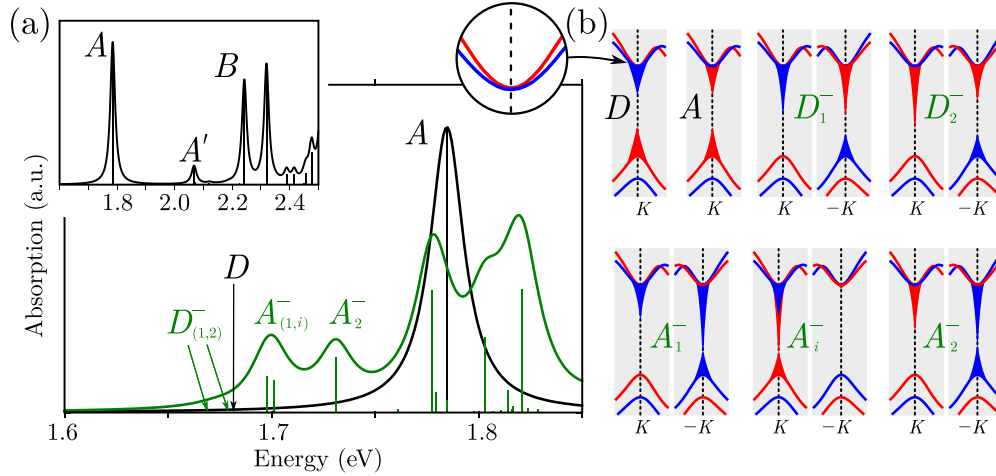 (a)
(b)
A
A′
B
1.8 2.0 2.2 2.4
A
D
D⁻(1,2)
A⁻(1,i)
A⁻2
Absorption (a.u.)
1.6 1.7 1.8
Energy (eV)
D A D⁻1 D⁻2
K K K −K K −K
A⁻1 A⁻i A⁻2
K −K K −K K −K